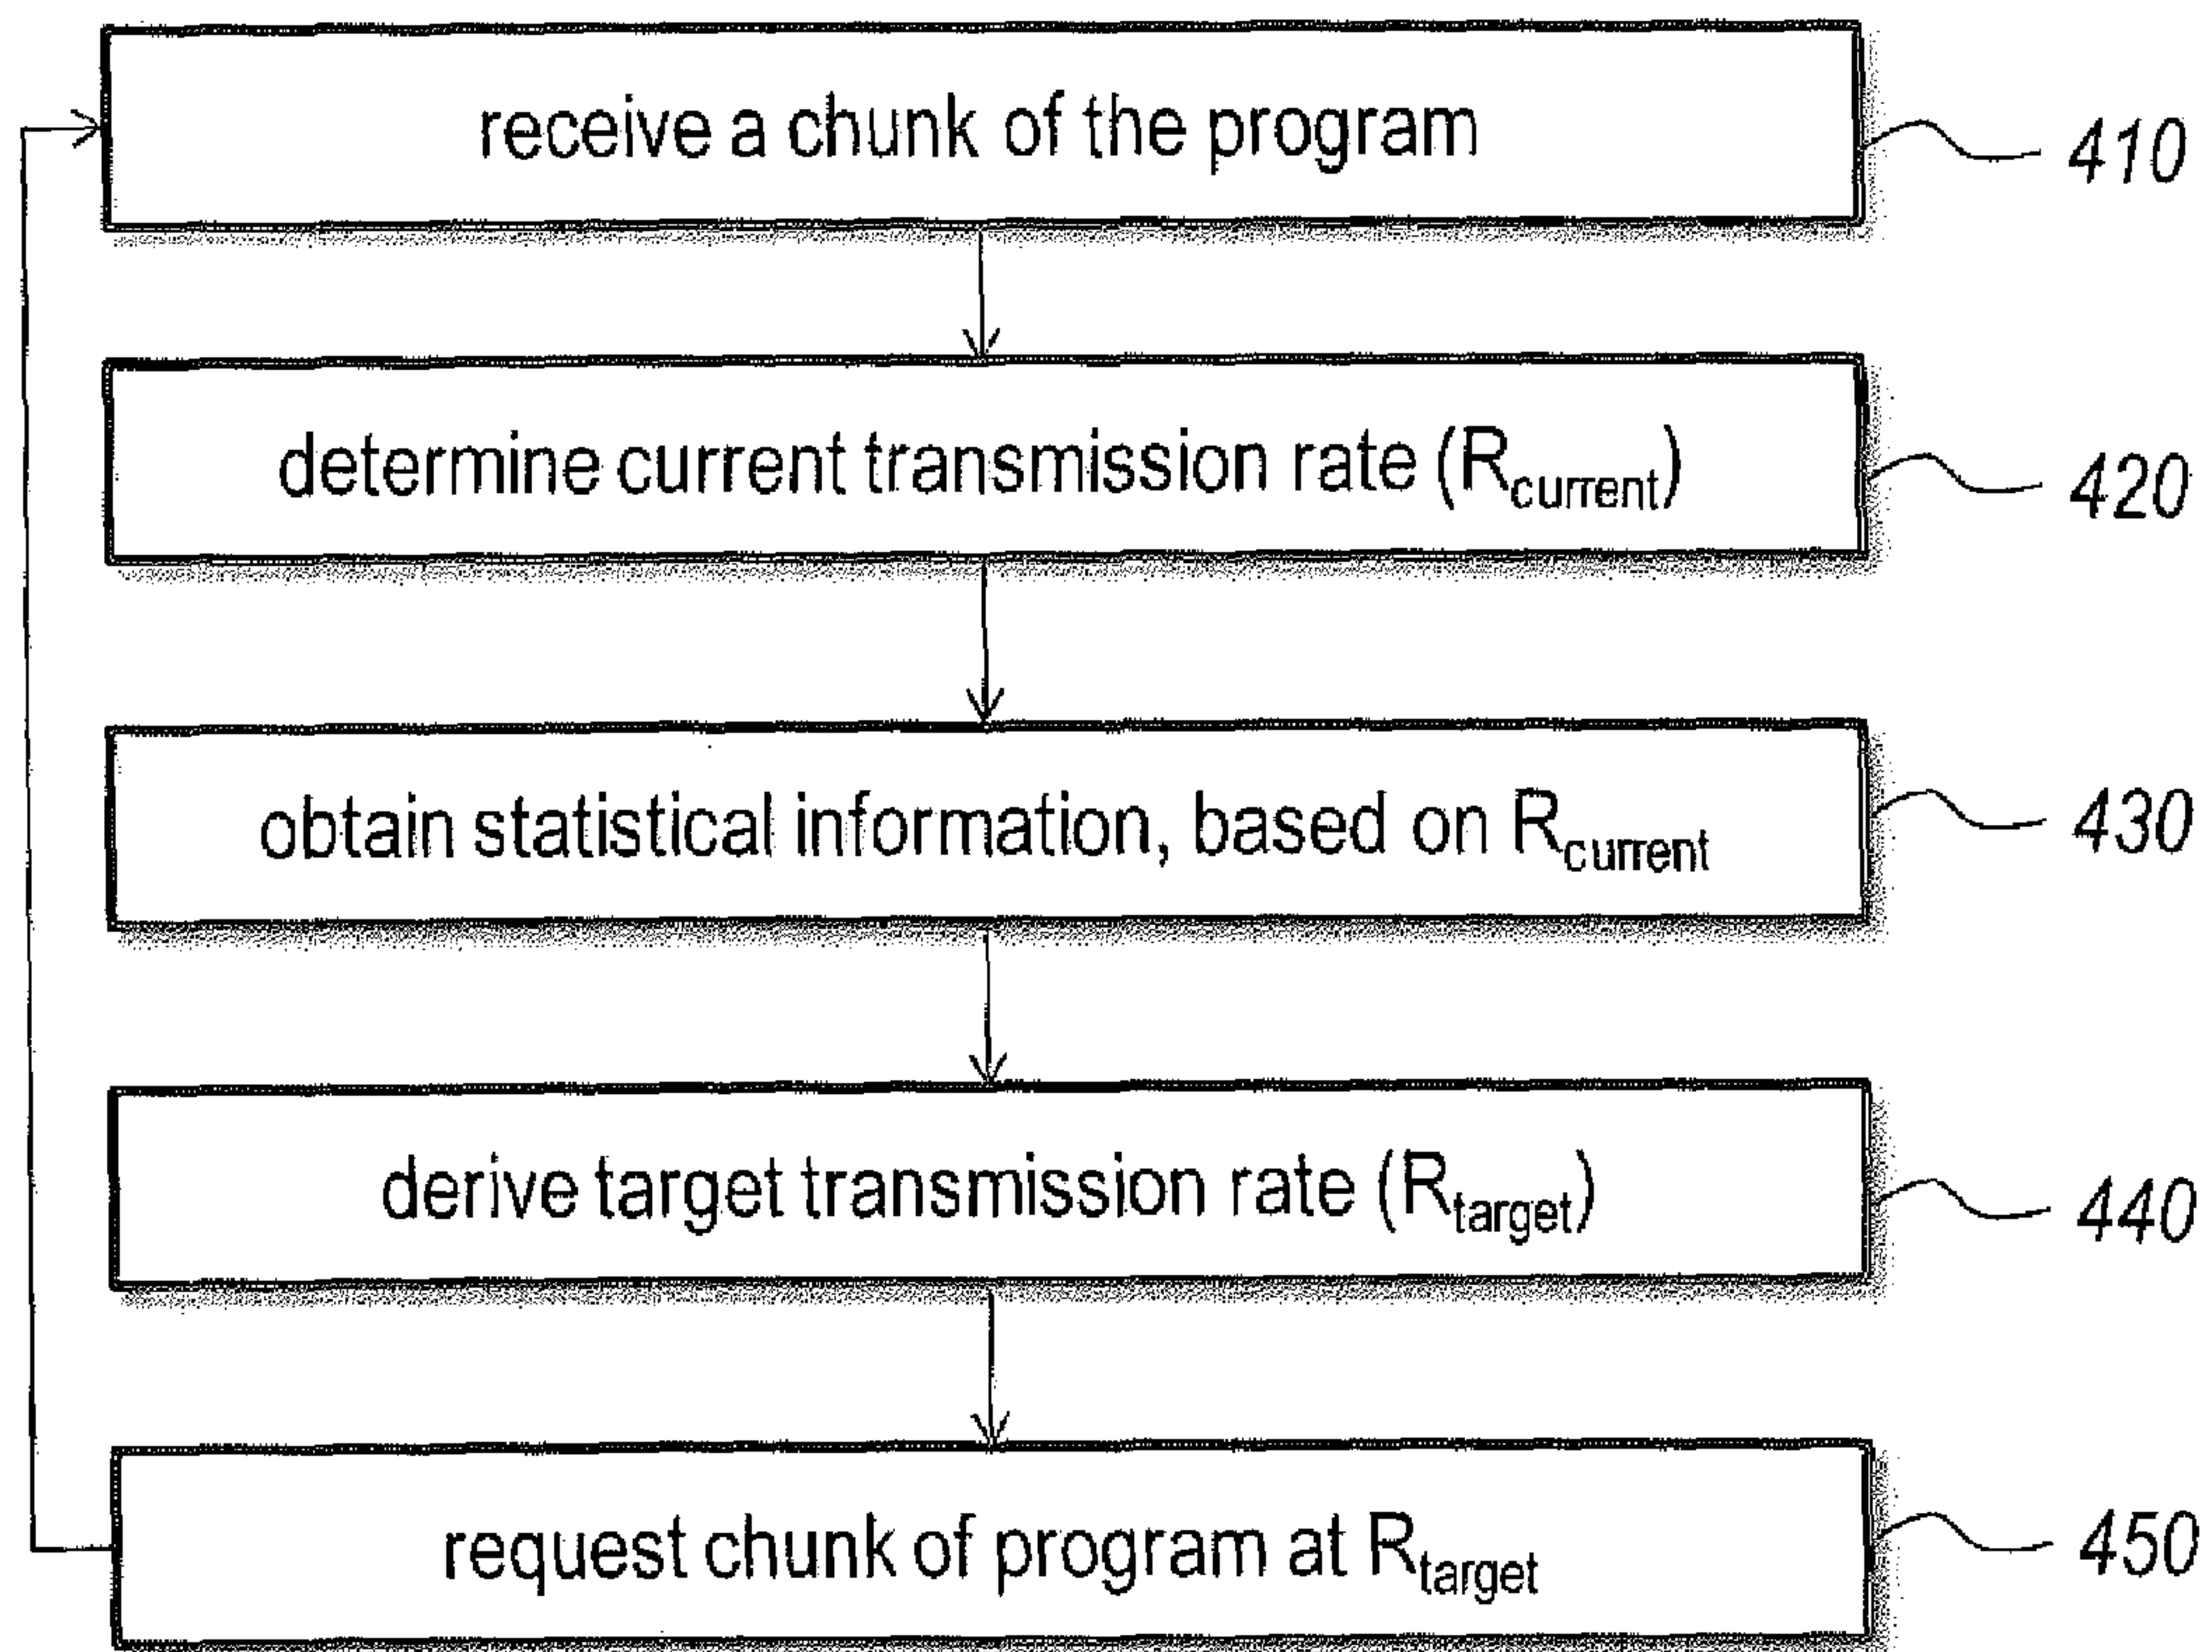 receive a chunk of the program 410
determine current transmission rate (Rcurrent) 420
obtain statistical information, based on Rcurrent 430
derive target transmission rate (Rtarget) 440
request chunk of program at Rtarget 450